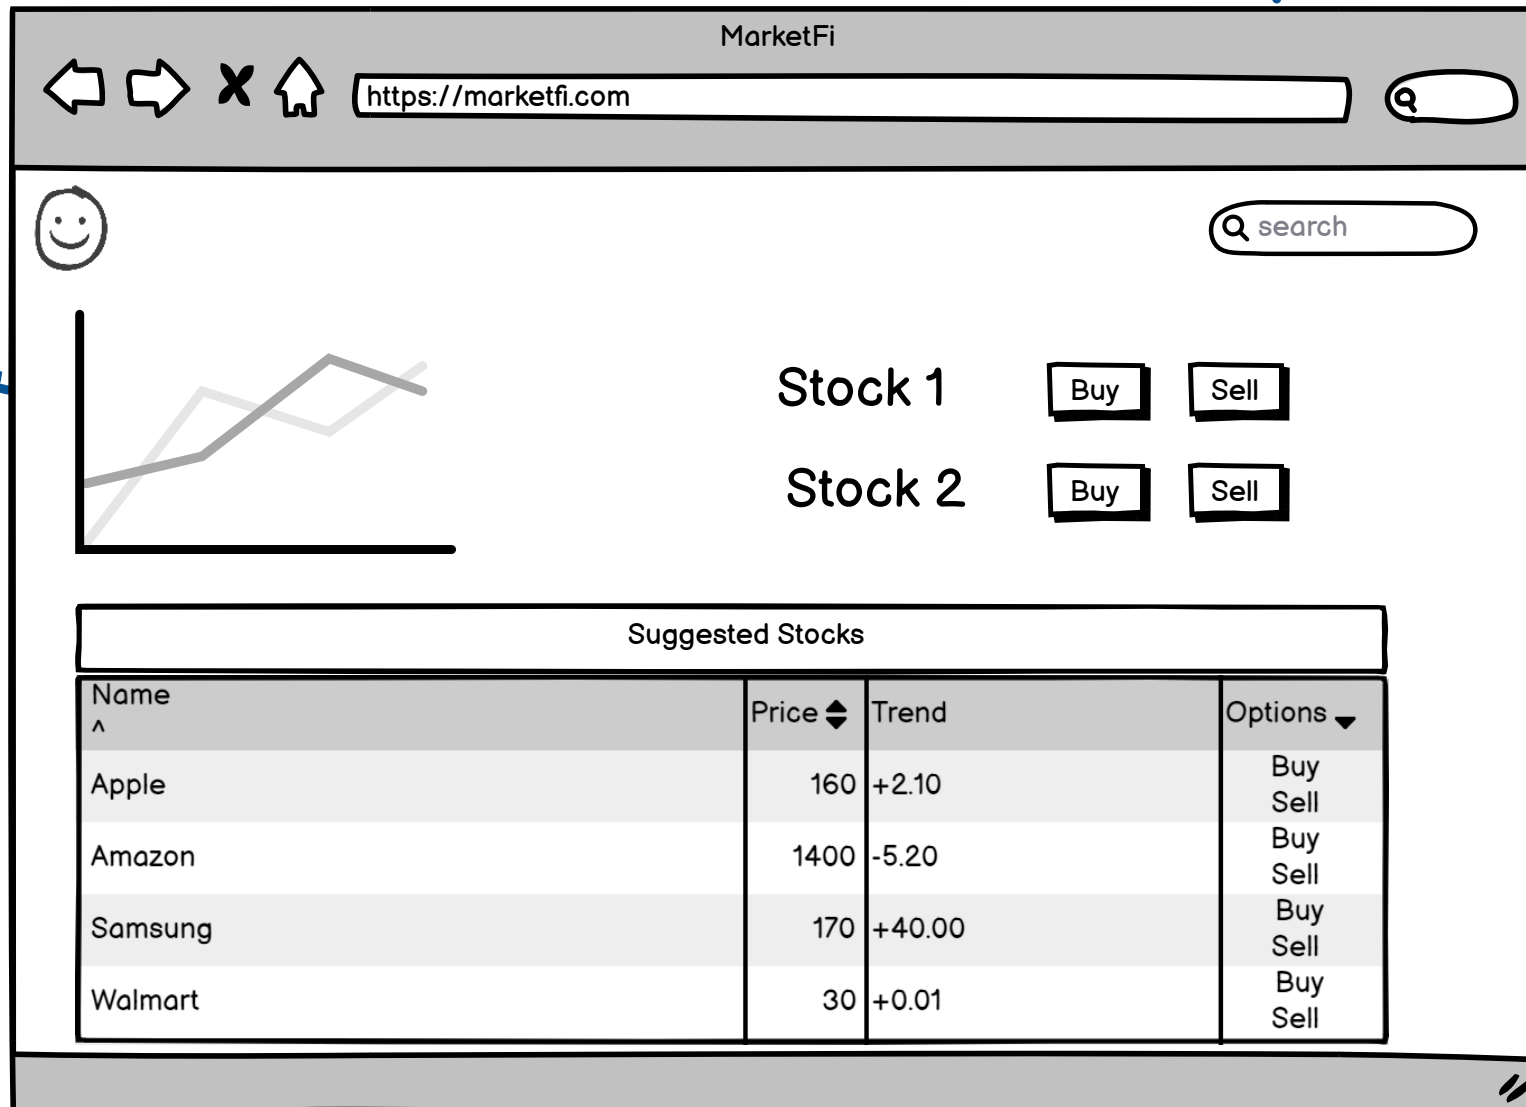 MarketFi
https://marketfi.com
search
Stock 1 Buy Sell
Stock 2 Buy Sell
Suggested Stocks
Name
^
Price Trend Options
Apple 160 +2.10 Buy
Sell
Amazon 1400 -5.20 Buy
Sell
Samsung 170 +40.00 Buy
Sell
Walmart 30 +0.01 Buy
Sell